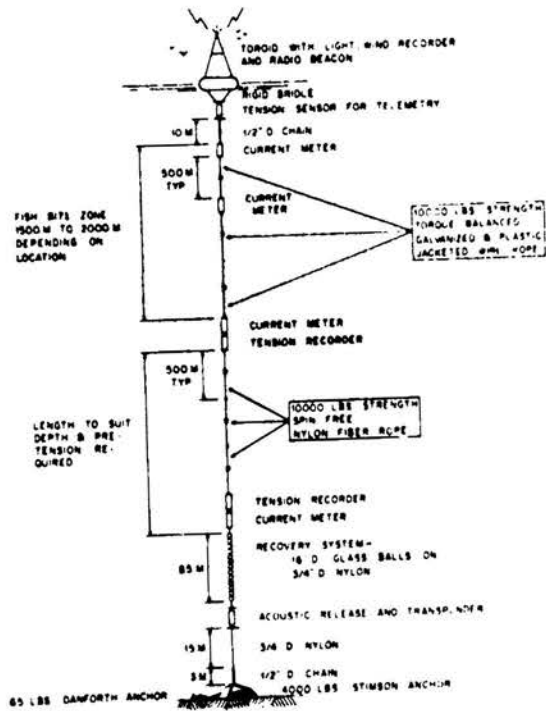 TOROID WITH LIGHT, WIND RECORDER
AND RADIO BEACON
RIGID BRIDLE
TENSION SENSOR FOR TELEMETRY
10 M
1/2" D CHAIN
CURRENT METER
500 M
TYP
CURRENT
METER
FISH BITE ZONE
1500 M TO 2000 M
DEPENDING ON
LOCATION
10000 LBS STRENGTH
TORQUE BALANCED
GALVANIZED & PLASTIC
JACKETED WIRE ROPE
CURRENT METER
TENSION RECORDER
500 M
TYP
LENGTH TO SUIT
DEPTH & PRE-
TENSION RE-
QUIRED
10000 LBS STRENGTH
SPIN FREE
NYLON FIBER ROPE
TENSION RECORDER
CURRENT METER
RECOVERY SYSTEM-
16" D GLASS BALLS ON
3/4" D NYLON
85 M
ACOUSTIC RELEASE AND TRANSPENDER
15 M
3/4 D NYLON
3 M
1/2" D CHAIN
65 LBS DANFORTH ANCHOR
4000 LBS STIMSON ANCHOR